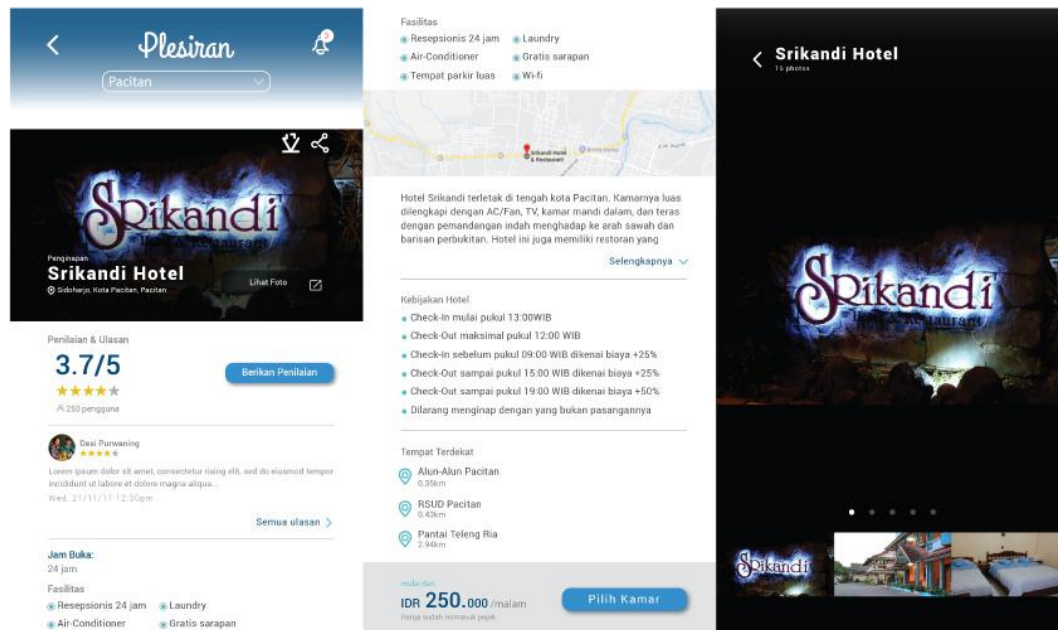 Plesiran
3
Pacitan
Srikandi
Hotel & Restaurant
Penginapan
Srikandi Hotel
Sidoharjo, Kota Pacitan, Pacitan
Lihat Foto
Penilaian & Ulasan
3.7/5
250 pengguna
Berikan Penilaian
Desi Purwaning
Lorem ipsum dolor sit amet, consectetur rising elit, sed do eiusmod tempor
incididunt ut labore et dolore magna aliqua...
Wed, 21/11/17 12:30pm
Semua ulasan
Jam Buka:
24 jam
Fasilitas
Resepsionis 24 jam
Laundry
Air-Conditioner
Gratis sarapan
Fasilitas
Resepsionis 24 jam
Laundry
Air-Conditioner
Gratis sarapan
Tempat parkir luas
Wi-fi
Srikandi Hotel
& Restaurant
Hotel Srikandi terletak di tengah kota Pacitan. Kamarnya luas
dilengkapi dengan AC/Fan, TV, kamar mandi dalam, dan teras
dengan pemandangan indah menghadap ke arah sawah dan
barisan perbukitan. Hotel ini juga memiliki restoran yang
Selengkapnya
Kebijakan Hotel
Check-In mulai pukul 13:00WIB
Check-Out maksimal pukul 12:00 WIB
Check-In sebelum pukul 09:00 WIB dikenai biaya +25%
Check-Out sampai pukul 15:00 WIB dikenai biaya +25%
Check-Out sampai pukul 19:00 WIB dikenai biaya +50%
Dilarang menginap dengan yang bukan pasangannya
Tempat Terdekat
Alun-Alun Pacitan
0.35km
RSUD Pacitan
0.43km
Pantai Teleng Ria
2.94km
mulai dari
IDR 250.000 /malam
Harga sudah termasuk pajak
Pilih Kamar
Srikandi Hotel
15 photos
Srikandi
Restaurant
Srikandi